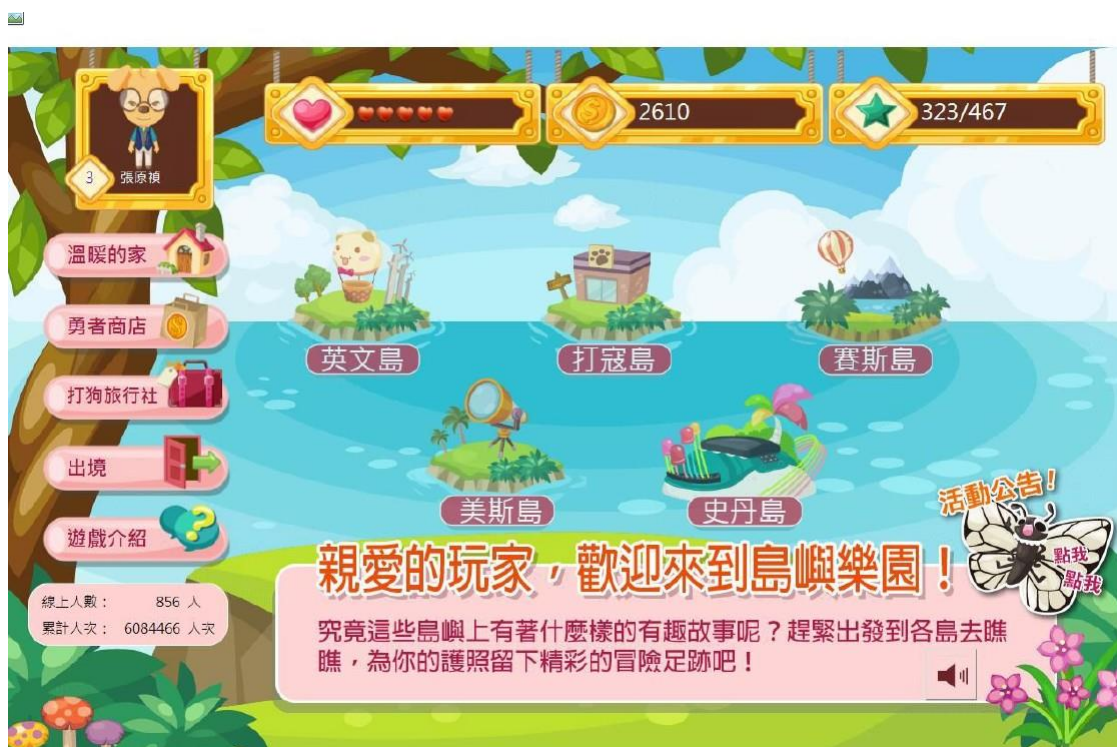 2610
323/467
3
張原禎
溫暖的家
勇者商店
打狗旅行社
出境
遊戲介紹
線上人數： 856 人
累計人次： 6084466 人次
英文島
打寇島
賽斯島
美斯島
史丹島
活動公告！
點我
點我
親愛的玩家，歡迎來到島嶼樂園！
究竟這些島嶼上有著什麼樣的有趣故事呢？趕緊出發到各島去瞧
瞧，為你的護照留下精彩的冒險足跡吧！